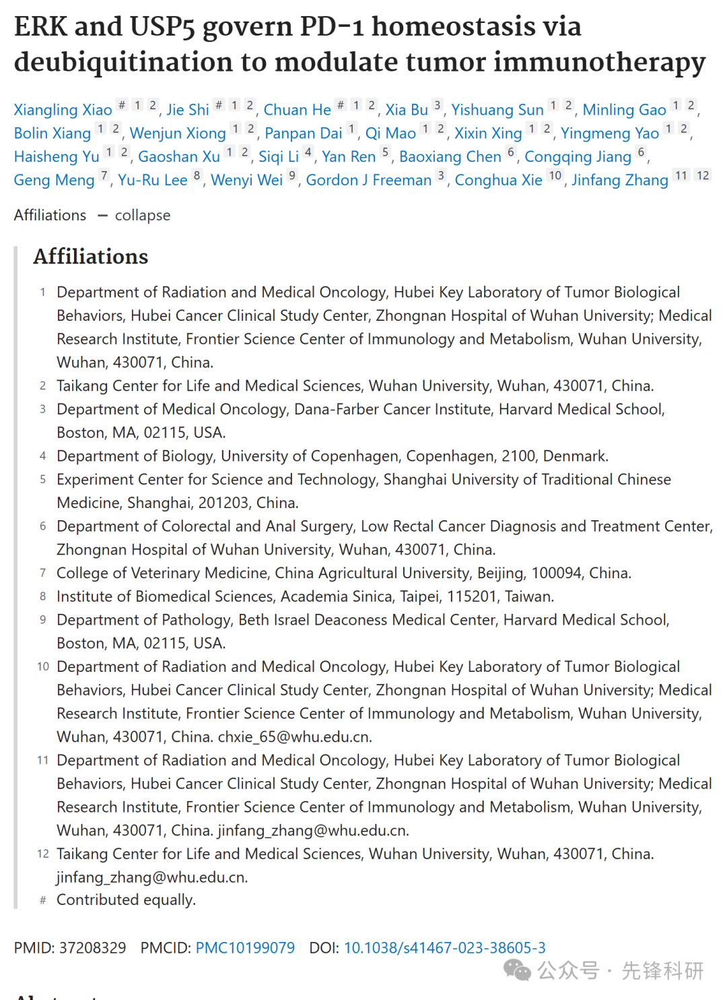 ERK and USP5 govern PD-1 homeostasis via
deubiquitination to modulate tumor immunotherapy
Xiangling Xiao # 1 2, Jie Shi # 1 2, Chuan He # 1 2, Xia Bu 3, Yishuang Sun 1 2, Minling Gao 1 2,
Bolin Xiang 1 2, Wenjun Xiong 1 2, Panpan Dai 1, Qi Mao 1 2, Xixin Xing 1 2, Yingmeng Yao 1 2,
Haisheng Yu 1 2, Gaoshan Xu 1 2, Siqi Li 4, Yan Ren 5, Baoxiang Chen 6, Congqing Jiang 6,
Geng Meng 7, Yu-Ru Lee 8, Wenyi Wei 9, Gordon J Freeman 3, Conghua Xie 10, Jinfang Zhang 11 12
Affiliations — collapse
Affiliations
1 Department of Radiation and Medical Oncology, Hubei Key Laboratory of Tumor Biological
Behaviors, Hubei Cancer Clinical Study Center, Zhongnan Hospital of Wuhan University; Medical
Research Institute, Frontier Science Center of Immunology and Metabolism, Wuhan University,
Wuhan, 430071, China.
2 Taikang Center for Life and Medical Sciences, Wuhan University, Wuhan, 430071, China.
3 Department of Medical Oncology, Dana-Farber Cancer Institute, Harvard Medical School,
Boston, MA, 02115, USA.
4 Department of Biology, University of Copenhagen, Copenhagen, 2100, Denmark.
5 Experiment Center for Science and Technology, Shanghai University of Traditional Chinese
Medicine, Shanghai, 201203, China.
6 Department of Colorectal and Anal Surgery, Low Rectal Cancer Diagnosis and Treatment Center,
Zhongnan Hospital of Wuhan University, Wuhan, 430071, China.
7 College of Veterinary Medicine, China Agricultural University, Beijing, 100094, China.
8 Institute of Biomedical Sciences, Academia Sinica, Taipei, 115201, Taiwan.
9 Department of Pathology, Beth Israel Deaconess Medical Center, Harvard Medical School,
Boston, MA, 02115, USA.
10 Department of Radiation and Medical Oncology, Hubei Key Laboratory of Tumor Biological
Behaviors, Hubei Cancer Clinical Study Center, Zhongnan Hospital of Wuhan University; Medical
Research Institute, Frontier Science Center of Immunology and Metabolism, Wuhan University,
Wuhan, 430071, China. chxie_65@whu.edu.cn.
11 Department of Radiation and Medical Oncology, Hubei Key Laboratory of Tumor Biological
Behaviors, Hubei Cancer Clinical Study Center, Zhongnan Hospital of Wuhan University; Medical
Research Institute, Frontier Science Center of Immunology and Metabolism, Wuhan University,
Wuhan, 430071, China. jinfang_zhang@whu.edu.cn.
12 Taikang Center for Life and Medical Sciences, Wuhan University, Wuhan, 430071, China.
jinfang_zhang@whu.edu.cn.
# Contributed equally.
PMID: 37208329 PMCID: PMC10199079 DOI: 10.1038/s41467-023-38605-3
公众号 · 先锋科研